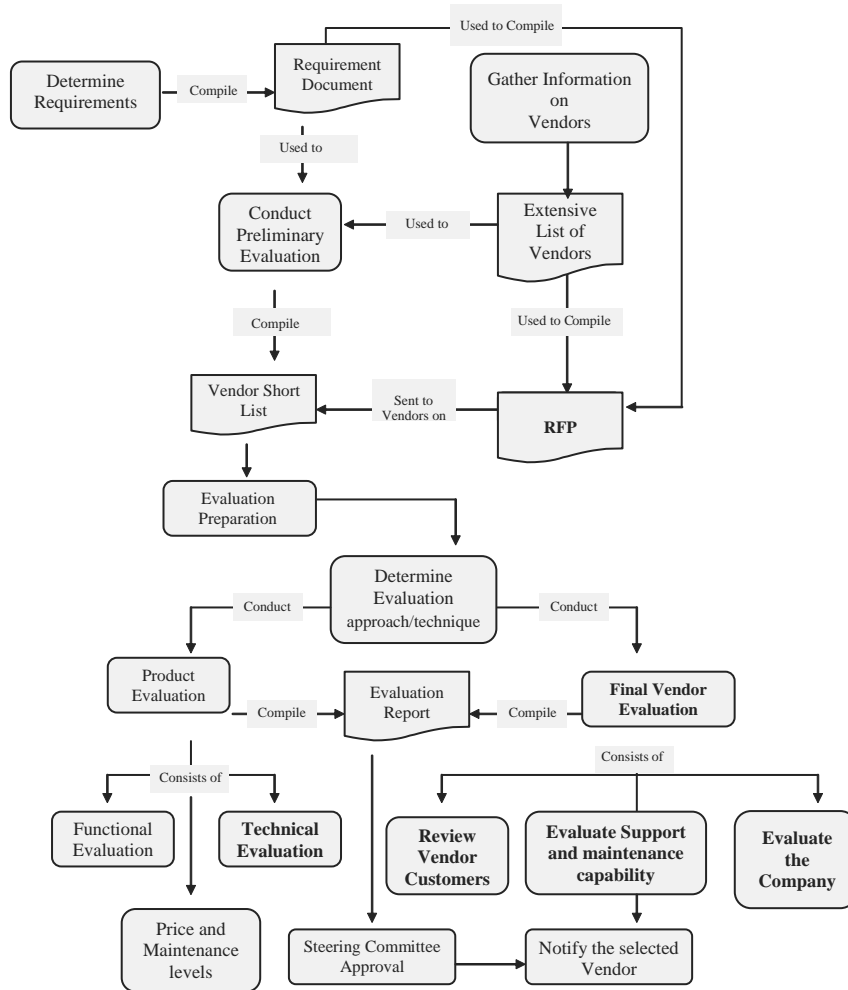 Used to Compile
Requirement
Document
Determine
Requirements
Compile
Gather Information
on
Vendors
Used to
Conduct
Preliminary
Evaluation
Used to
Extensive
List of
Vendors
Compile
Used to Compile
Vendor Short
List
Sent to
Vendors on
RFP
Evaluation
Preparation
Determine
Evaluation
approach/technique
Conduct
Conduct
Product
Evaluation
Compile
Evaluation
Report
Compile
Final Vendor
Evaluation
Consists of
Consists of
Functional
Evaluation
Technical
Evaluation
Review
Vendor
Customers
Evaluate Support
and maintenance
capability
Evaluate
the
Company
Price and
Maintenance
levels
Steering Committee
Approval
Notify the selected
Vendor